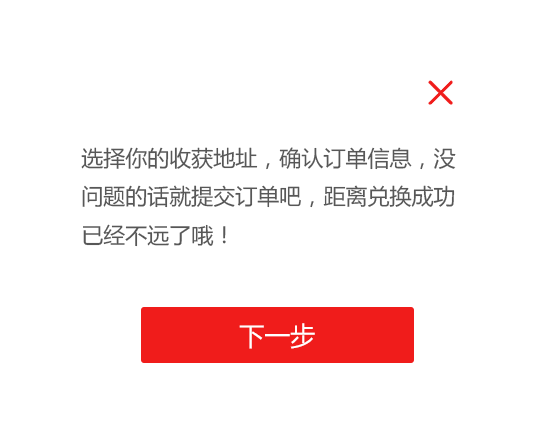 选择你的收获地址，确认订单信息，没
问题的话就提交订单吧，距离兑换成功
已经不远了哦！
下一步